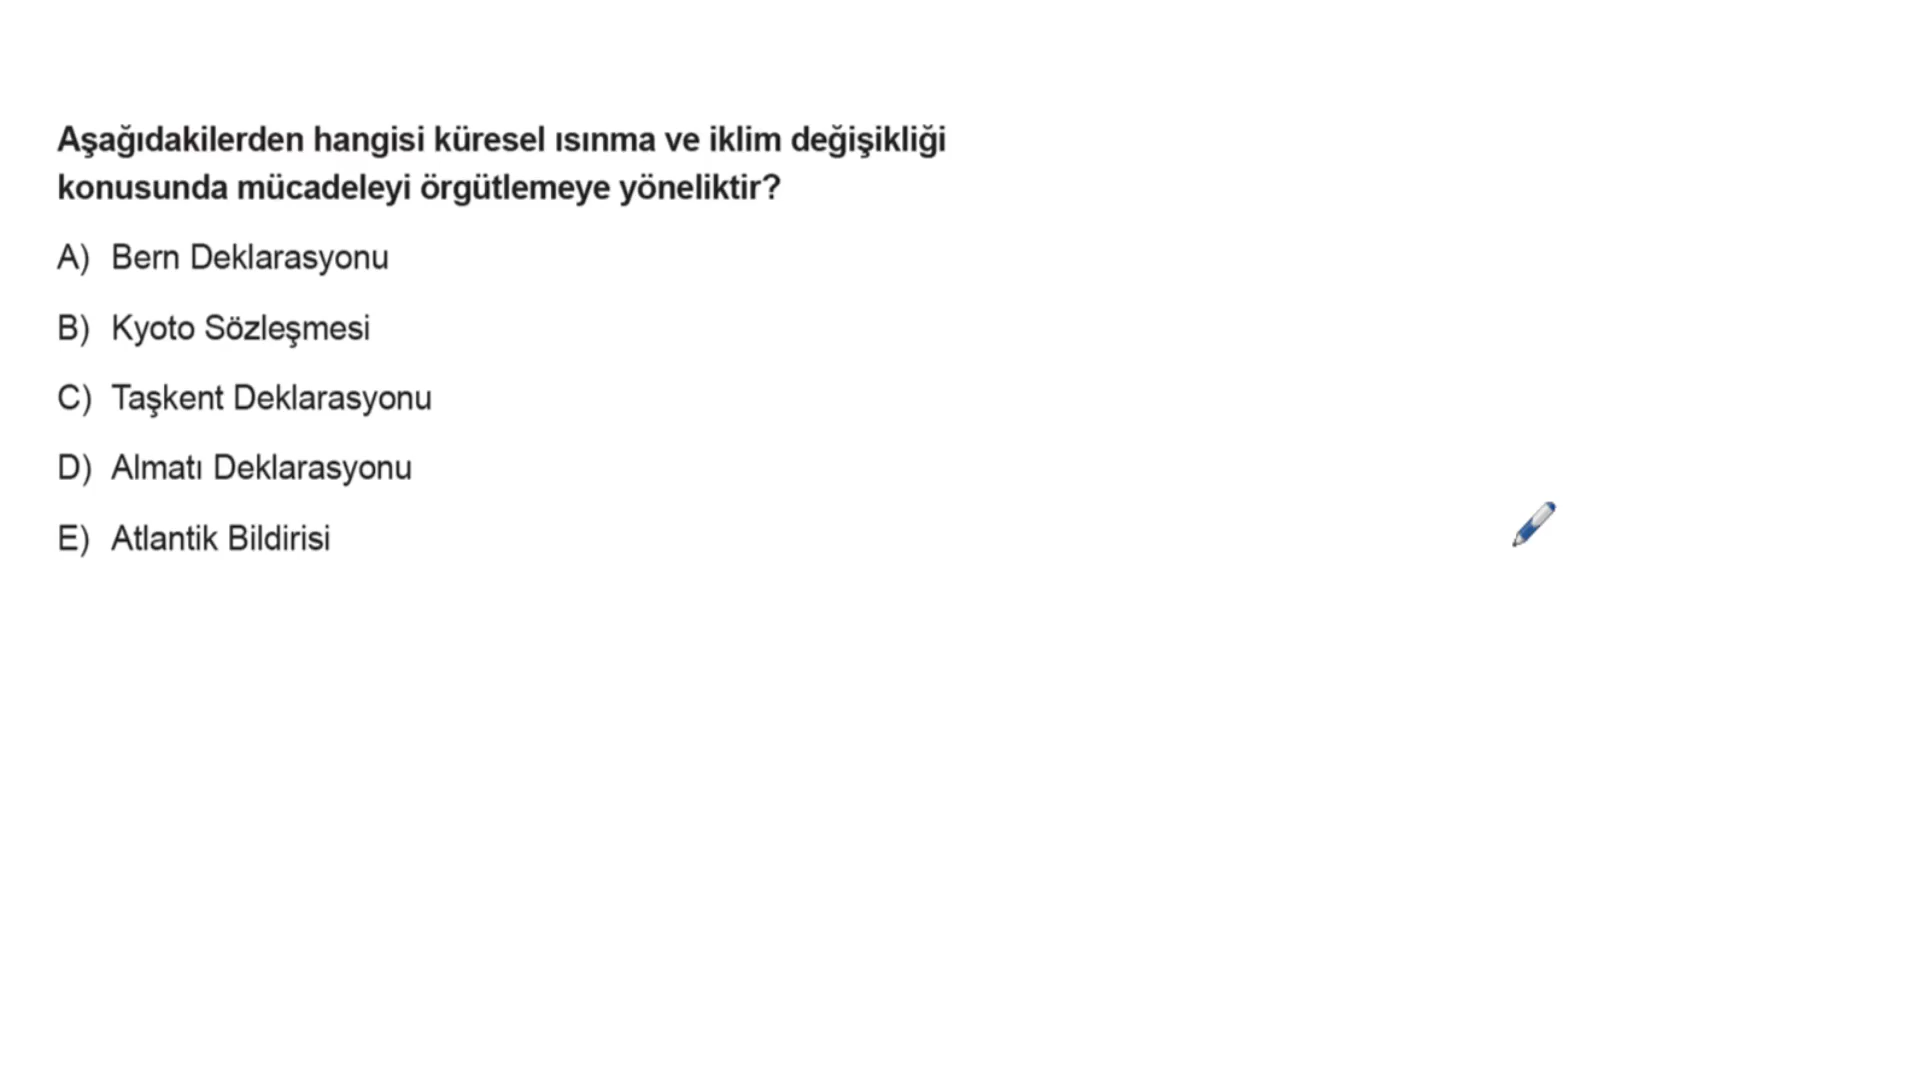 Aşağıdakilerden hangisi küresel ısınma ve iklim değişikliği
konusunda mücadeleyi örgütlemeye yöneliktir?
A) Bern Deklarasyonu
B) Kyoto Sözleşmesi
C) Taşkent Deklarasyonu
D) Almatı Deklarasyonu
E) Atlantik Bildirisi